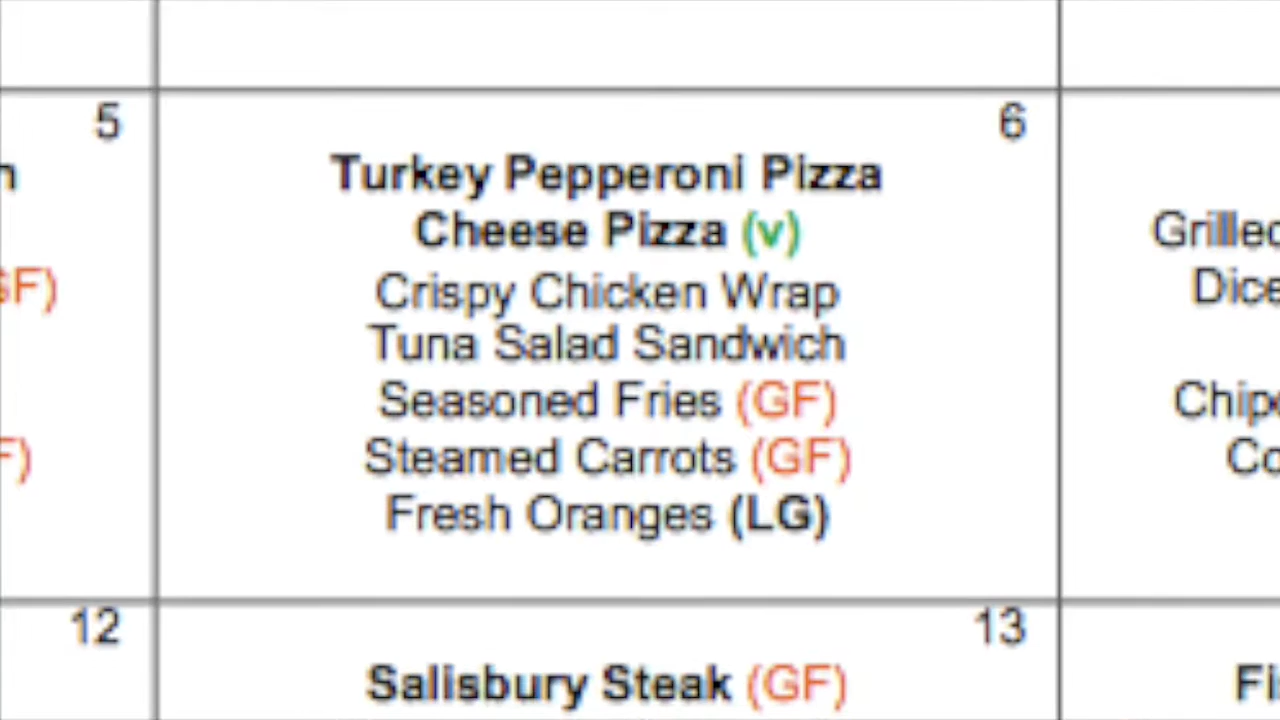 5
6
Turkey Pepperoni Pizza
Cheese Pizza (v)
Crispy Chicken Wrap
Tuna Salad Sandwich
Seasoned Fries (GF)
Steamed Carrots (GF)
Fresh Oranges (LG)
12
13
Salisbury Steak (GF)